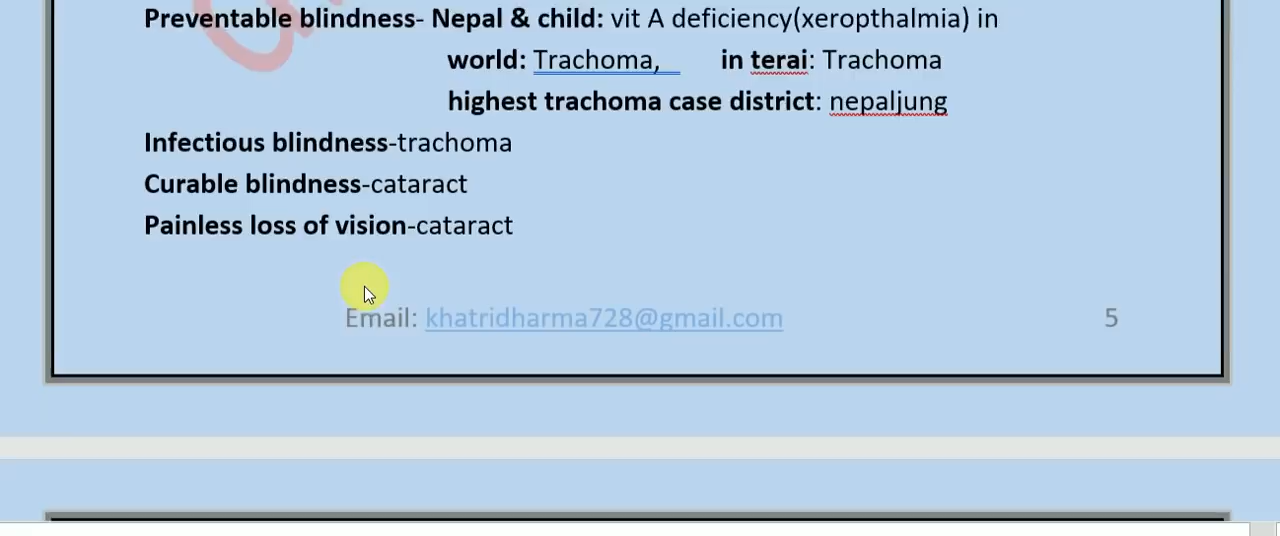 Preventable blindness- Nepal & child: vit A deficiency(xeropthalmia) in
world: Trachoma, in terai: Trachoma
highest trachoma case district: nepaljung
Infectious blindness-trachoma
Curable blindness-cataract
Painless loss of vision-cataract
Email: khatridharma728@gmail.com 5